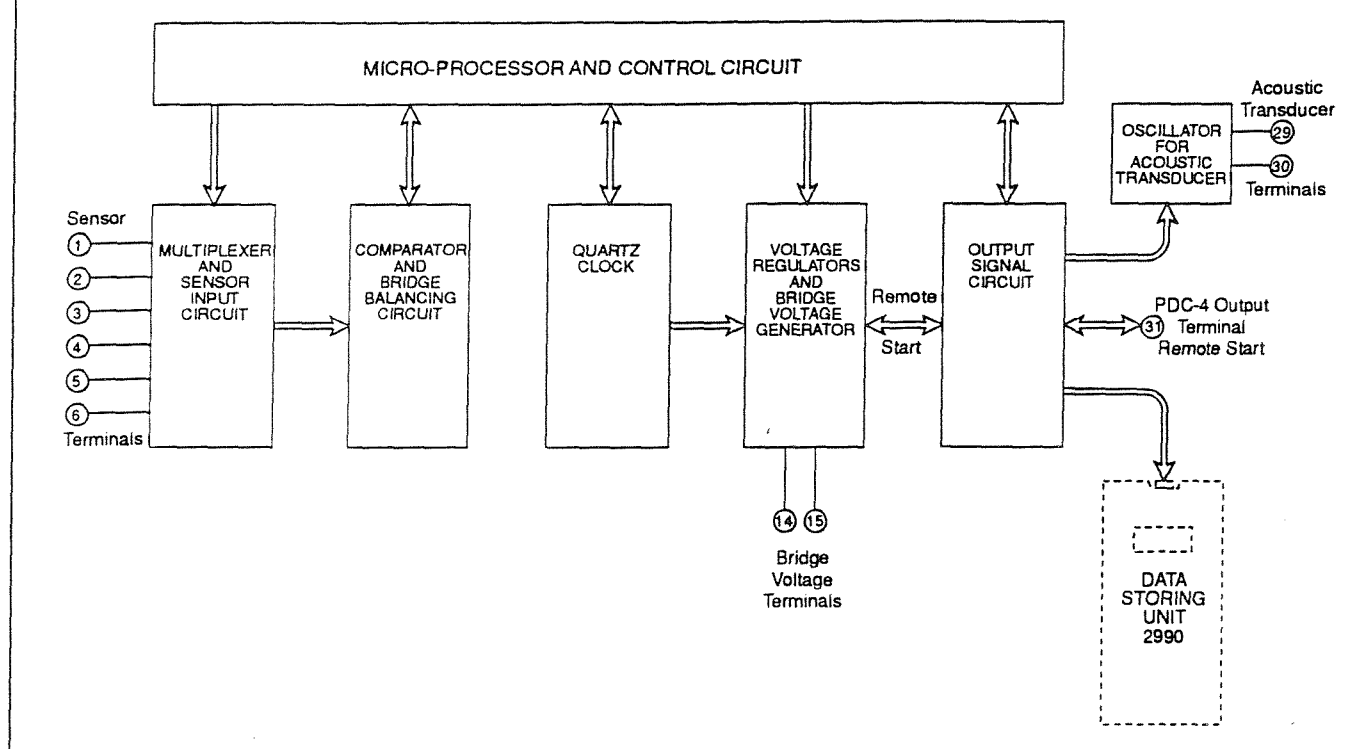 MICRO-PROCESSOR AND CONTROL CIRCUIT
Acoustic
Transducer
OSCILLATOR
FOR
ACOUSTIC
TRANSDUCER
29
30
Terminals
Sensor
1
2
3
4
5
6
Terminals
MULTIPLEXER
AND
SENSOR
INPUT
CIRCUIT
COMPARATOR
AND
BRIDGE
BALANCING
CIRCUIT
QUARTZ
CLOCK
VOLTAGE
REGULATORS
AND
BRIDGE
VOLTAGE
GENERATOR
Remote
Start
OUTPUT
SIGNAL
CIRCUIT
PDC-4 Output
31
Terminal
Remote Start
14 15
Bridge
Voltage
Terminals
DATA
STORING
UNIT
2990